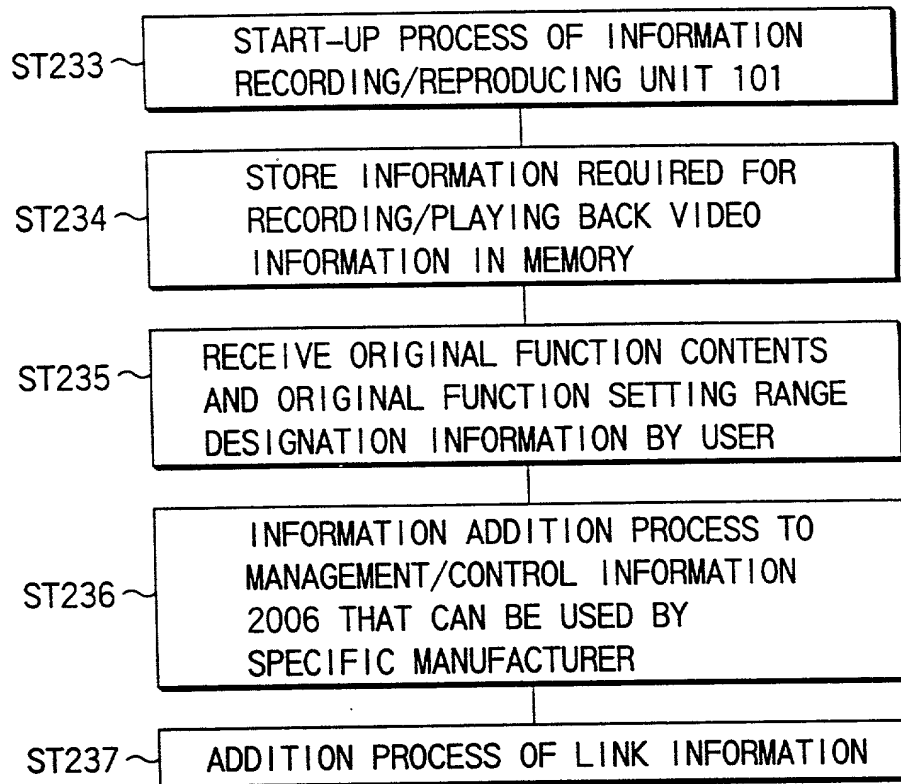 ST233
START-UP PROCESS OF INFORMATION
RECORDING/REPRODUCING UNIT 101
ST234
STORE INFORMATION REQUIRED FOR
RECORDING/PLAYING BACK VIDEO
INFORMATION IN MEMORY
ST235
RECEIVE ORIGINAL FUNCTION CONTENTS
AND ORIGINAL FUNCTION SETTING RANGE
DESIGNATION INFORMATION BY USER
ST236
INFORMATION ADDITION PROCESS TO
MANAGEMENT/CONTROL INFORMATION
2006 THAT CAN BE USED BY
SPECIFIC MANUFACTURER
ST237
ADDITION PROCESS OF LINK INFORMATION